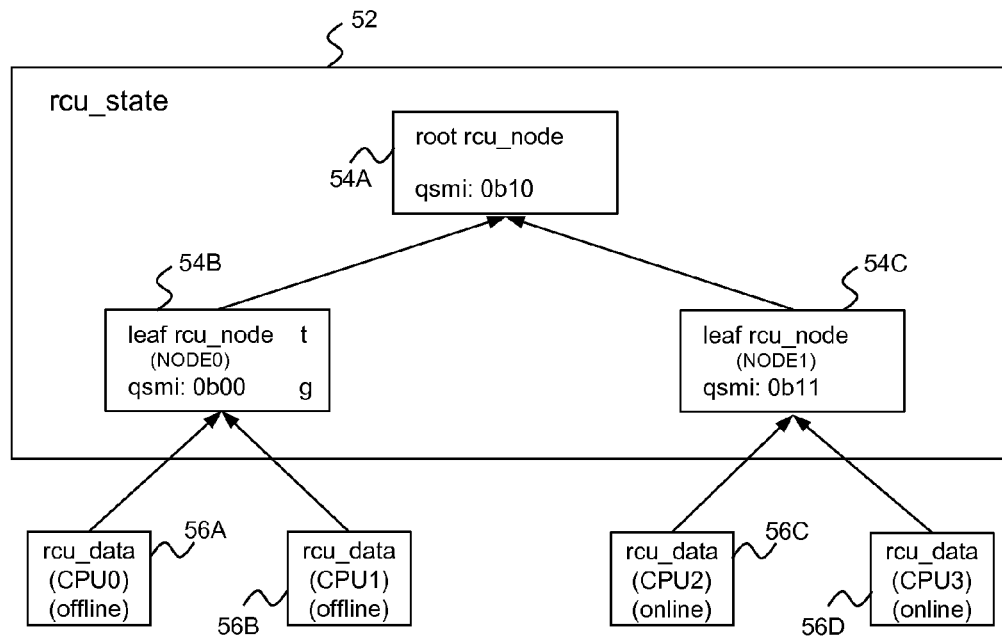 52
rcu_state
root rcu_node
54A
qsmi: 0b10
54B
54C
leaf rcu_node t
(NODE0)
qsmi: 0b00 g
leaf rcu_node
(NODE1)
qsmi: 0b11
56A
rcu_data
(CPU0)
(offline)
rcu_data
(CPU1)
(offline)
56B
56C
rcu_data
(CPU2)
(online)
rcu_data
(CPU3)
(online)
56D